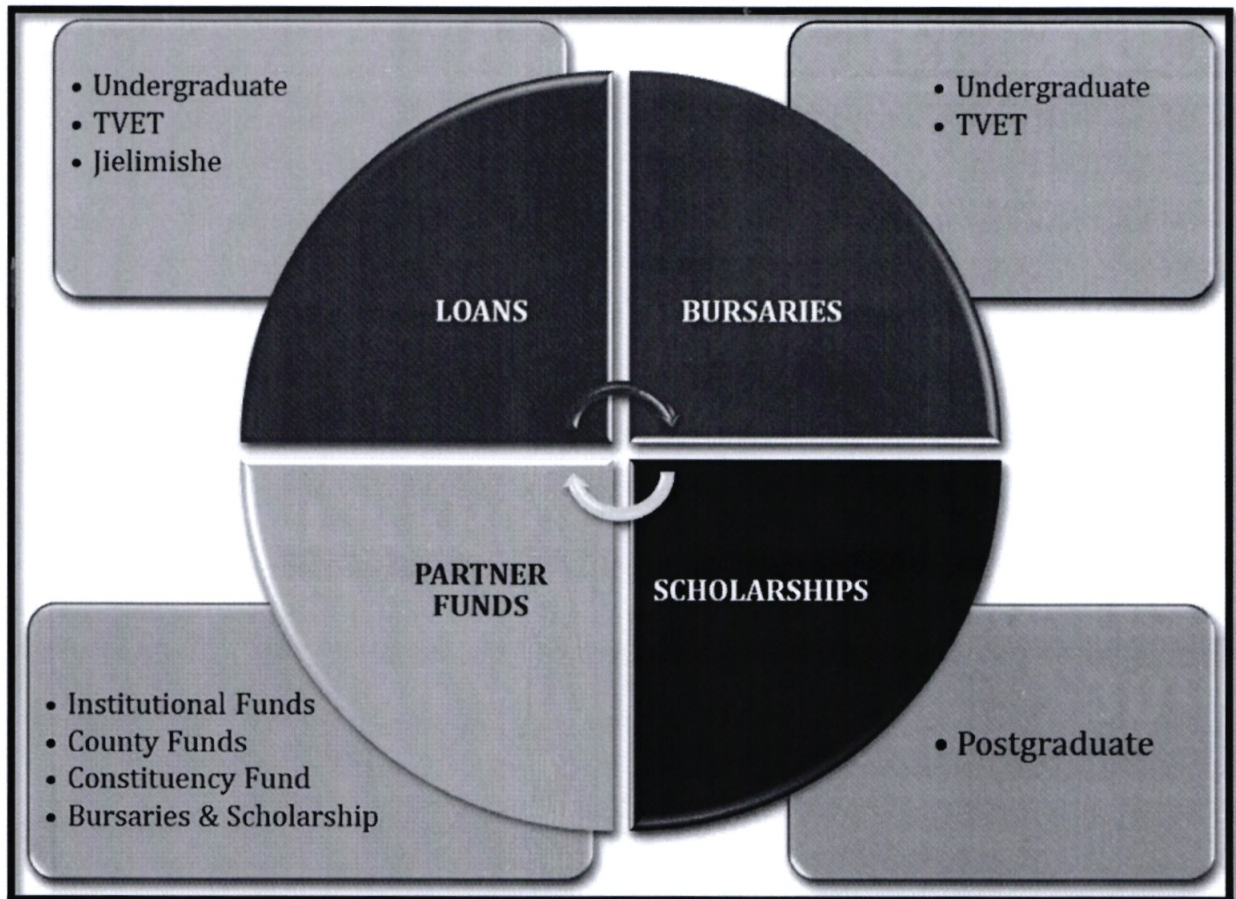 • Undergraduate
• TVET
• Jielimishe
• Undergraduate
• TVET
LOANS
BURSARIES
PARTNER
FUNDS
SCHOLARSHIPS
• Institutional Funds
• County Funds
• Constituency Fund
• Bursaries & Scholarship
• Postgraduate